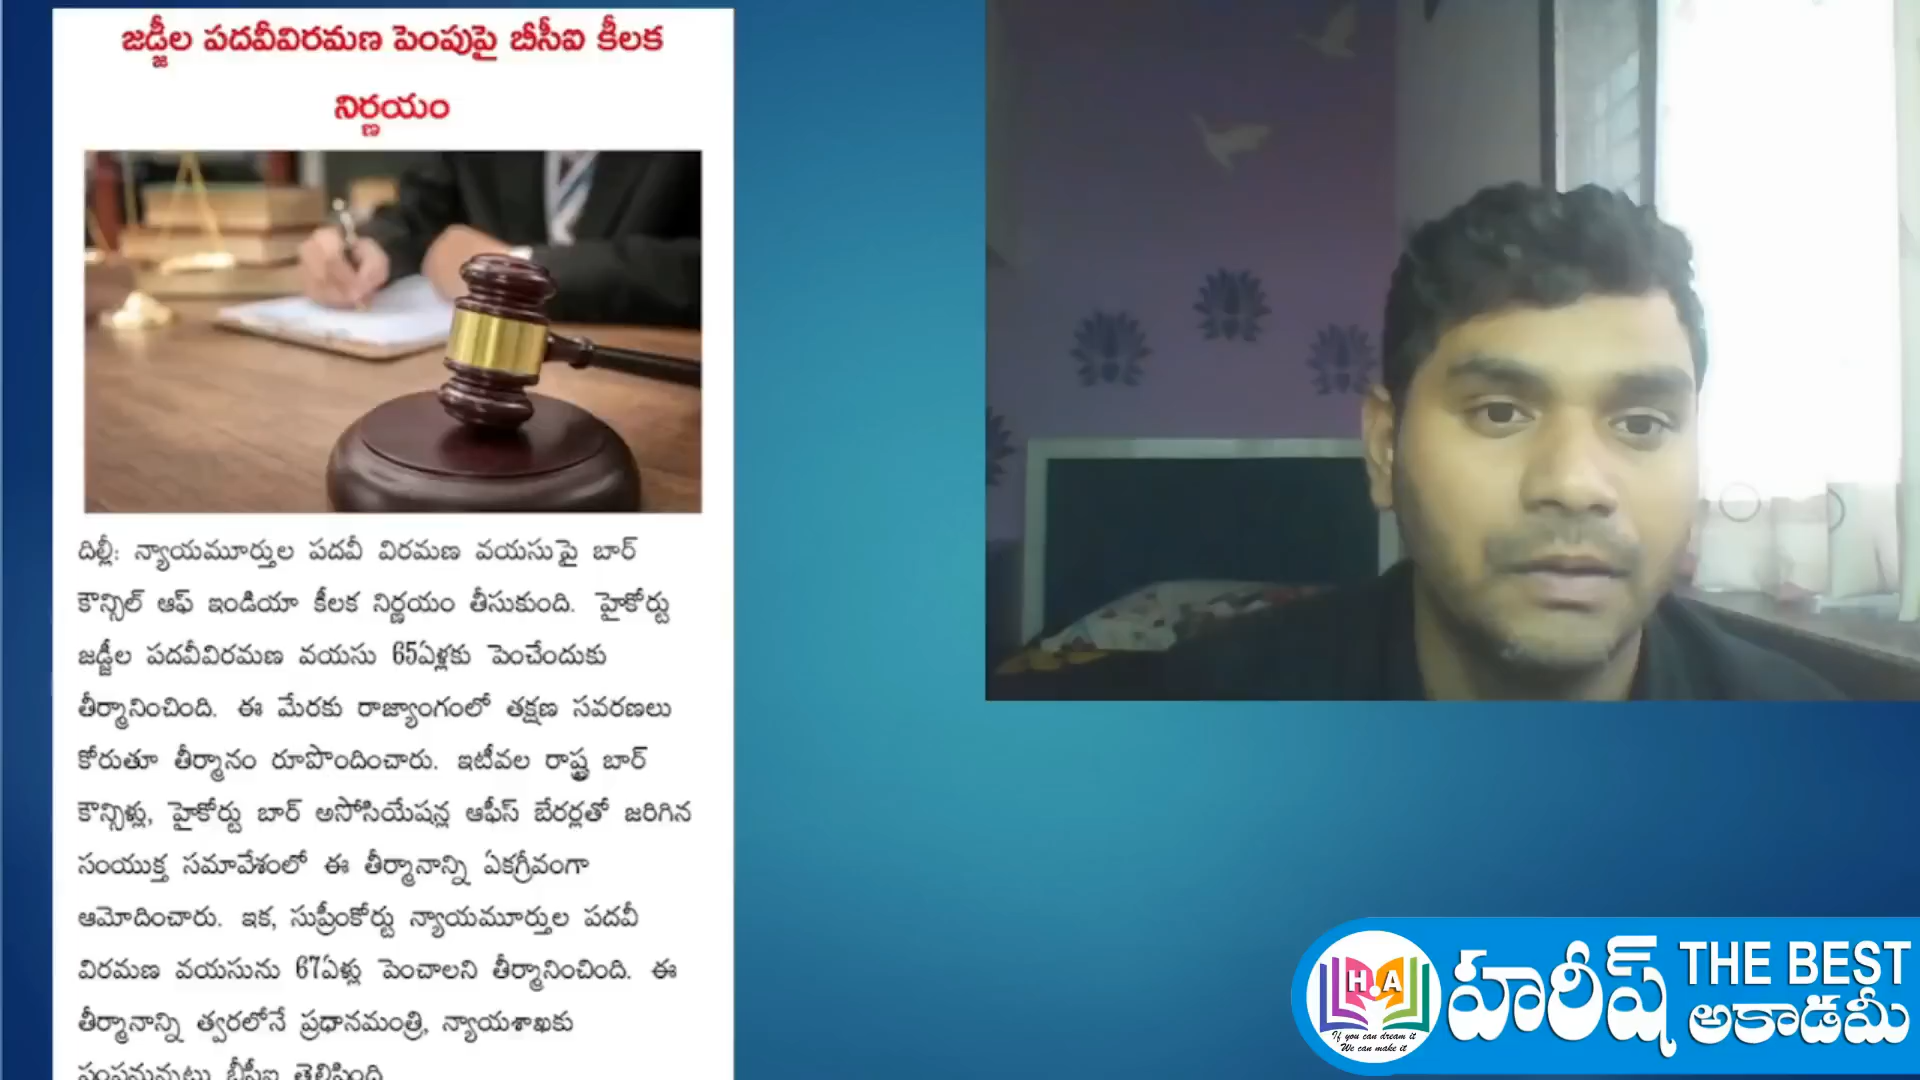 జడ్జీల పదవీవిరమణ పెంపుపై బీసీఐ కీలక
నిర్ణయం
దిల్లీ: న్యాయమూర్తుల పదవీ విరమణ వయసుపై బార్
కౌన్సిల్ ఆఫ్ ఇండియా కీలక నిర్ణయం తీసుకుంది. హైకోర్టు
జడ్జీల పదవీవిరమణ వయసు 65ఏళ్లకు పెంచేందుకు
తీర్మానించింది. ఈ మేరకు రాజ్యాంగంలో తక్షణ సవరణలు
కోరుతూ తీర్మానం రూపొందించారు. ఇటీవల రాష్ట్ర బార్
కౌన్సిళ్లు, హైకోర్టు బార్ అసోసియేషన్ల ఆఫీస్ బేరర్లతో జరిగిన
సంయుక్త సమావేశంలో ఈ తీర్మానాన్ని ఏకగ్రీవంగా
ఆమోదించారు. ఇక, సుప్రీంకోర్టు న్యాయమూర్తుల పదవీ
విరమణ వయసును 67ఏళ్లు పెంచాలని తీర్మానించింది. ఈ
తీర్మానాన్ని త్వరలోనే ప్రధానమంత్రి, న్యాయశాఖకు
పంపనున్నట్టు బీసీఐ తెలిపింది.
H.A
If you can dream it
We can make it
హరీష్
THE BEST
అకాడమీ